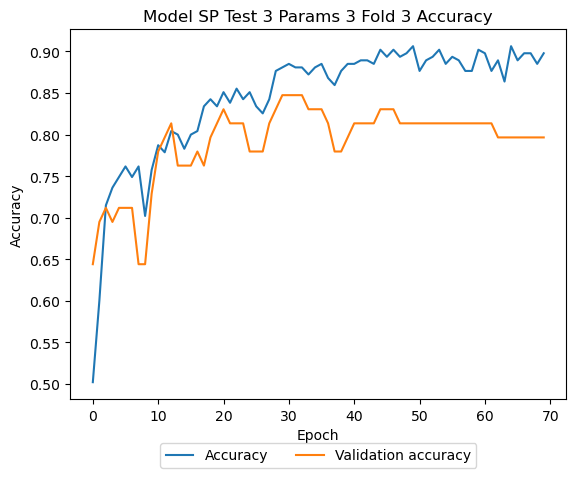 Model SP Test 3 Params 3 Fold 3 Accuracy
0.90
0.85
0.80
0.75
0.70
0.65
0.60
0.55
0.50
Accuracy
0 10 20 30 40 50 60 70
Epoch
Accuracy Validation accuracy